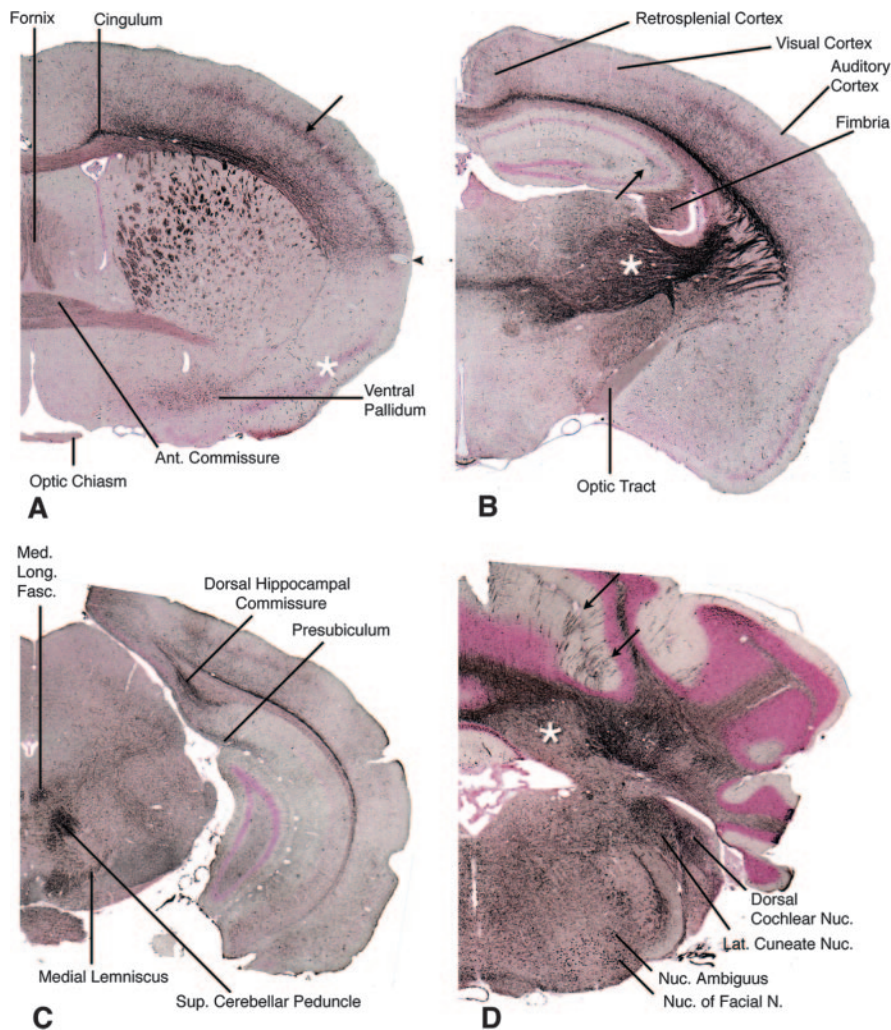 Fornix
Cingulum
Ventral
Pallidum
Ant. Commissure
Optic Chiasm
A
Retrosplenial Cortex
Visual Cortex
Auditory
Cortex
Fimbria
Optic Tract
B
Med.
Long.
Fasc.
Dorsal Hippocampal
Commissure
Presubiculum
Medial Lemniscus
Sup. Cerebellar Peduncle
C
Dorsal
Cochlear Nuc.
Lat. Cuneate Nuc.
Nuc. Ambiguus
Nuc. of Facial N.
D